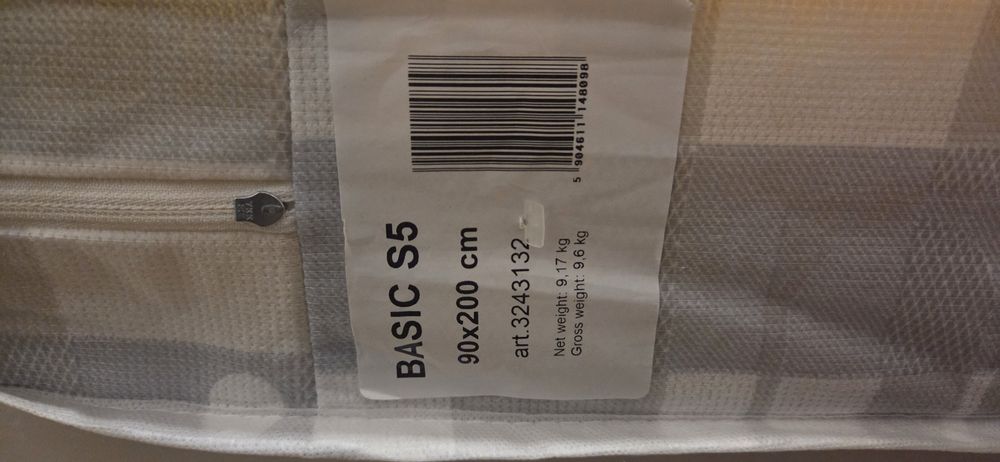 BASIC S5
90x200 cm
art.3243132
Net weight: 9,17 kg
Gross weight: 9,6 kg
5 904611 148098